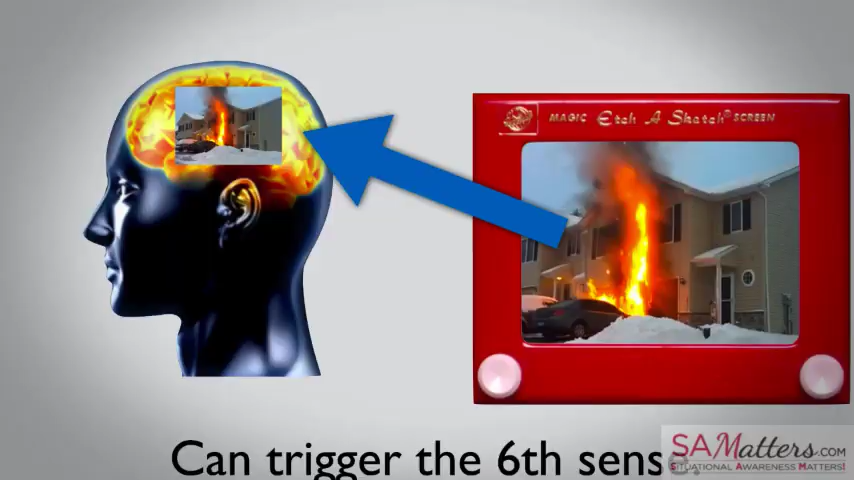 MAGIC Etch A Sketch® SCREEN
Can trigger the 6th sense.
SAMatters.COM
SITUATIONAL AWARENESS MATTERS!